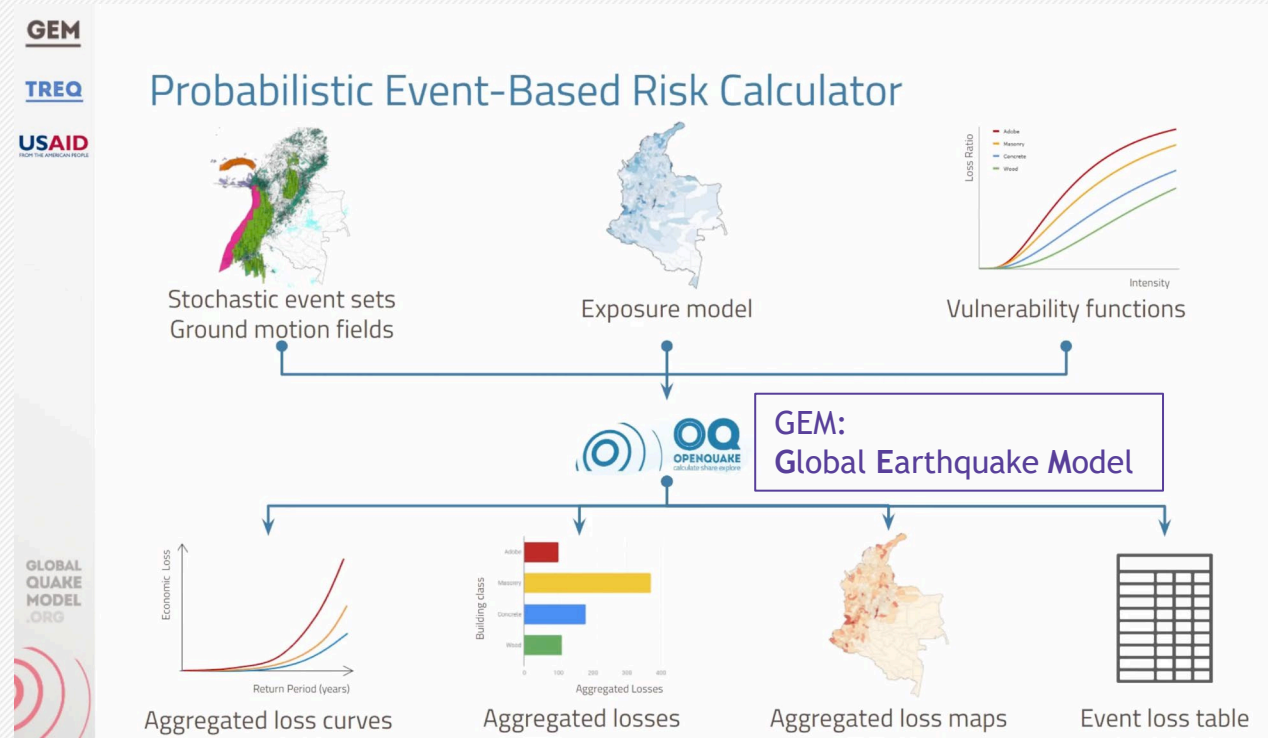 GEM
TREQ
USAID
FROM THE AMERICAN PEOPLE
Probabilistic Event-Based Risk Calculator
Stochastic event sets
Ground motion fields
Exposure model
Loss Ratio
Adobe
Masonry
Concrete
Wood
Intensity
Vulnerability functions
OQ
OPENQUAKE
calculate share explore
GEM:
Global Earthquake Model
Economic Loss
Return Period (years)
Aggregated loss curves
Building class
Adobe
Masonry
Concrete
Wood
0 100 200 300 400
Aggregated Losses
Aggregated losses
Aggregated loss maps
Event loss table
GLOBAL
QUAKE
MODEL
.ORG